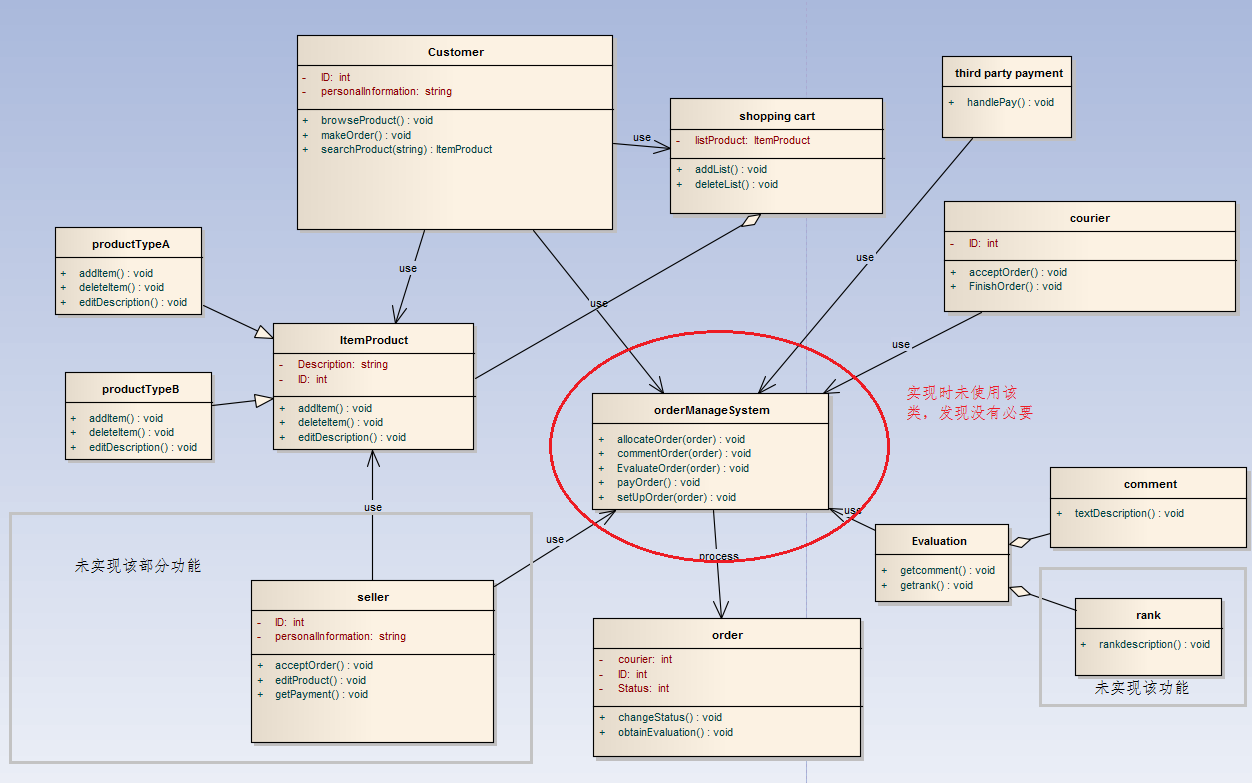 Customer
- ID: int
- personalInformation: string
+ browseProduct() : void
+ makeOrder() : void
+ searchProduct(string) : ItemProduct
third party payment
+ handlePay() : void
shopping cart
- listProduct: ItemProduct
+ addList() : void
+ deleteList() : void
use
courier
- ID: int
+ acceptOrder() : void
+ FinishOrder() : void
productTypeA
+ addItem() : void
+ deleteItem() : void
+ editDescription() : void
use
use
use
use
ItemProduct
- Description: string
- ID: int
+ addItem() : void
+ deleteItem() : void
+ editDescription() : void
productTypeB
+ addItem() : void
+ deleteItem() : void
+ editDescription() : void
orderManageSystem
+ allocateOrder(order) : void
+ commentOrder(order) : void
+ EvaluateOrder(order) : void
+ payOrder() : void
+ setUpOrder(order) : void
实现时未使用该
类，发现没有必要
comment
+ textDescription() : void
use
use
use
process
Evaluation
+ getcomment() : void
+ getrank() : void
未实现该部分功能
seller
- ID: int
- personalInformation: string
+ acceptOrder() : void
+ editProduct() : void
+ getPayment() : void
order
- courier: int
- ID: int
- Status: int
+ changeStatus() : void
+ obtainEvaluation() : void
rank
+ rankdescription() : void
未实现该功能